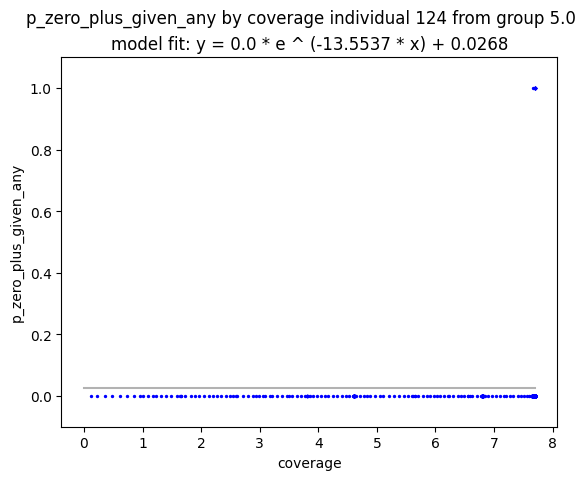 p_zero_plus_given_any by coverage individual 124 from group 5.0
model fit: y = 0.0 * e ^ (-13.5537 * x) + 0.0268
1.0
0.8
0.6
0.4
0.2
0.0
p_zero_plus_given_any
0 1 2 3 4 5 6 7 8
coverage